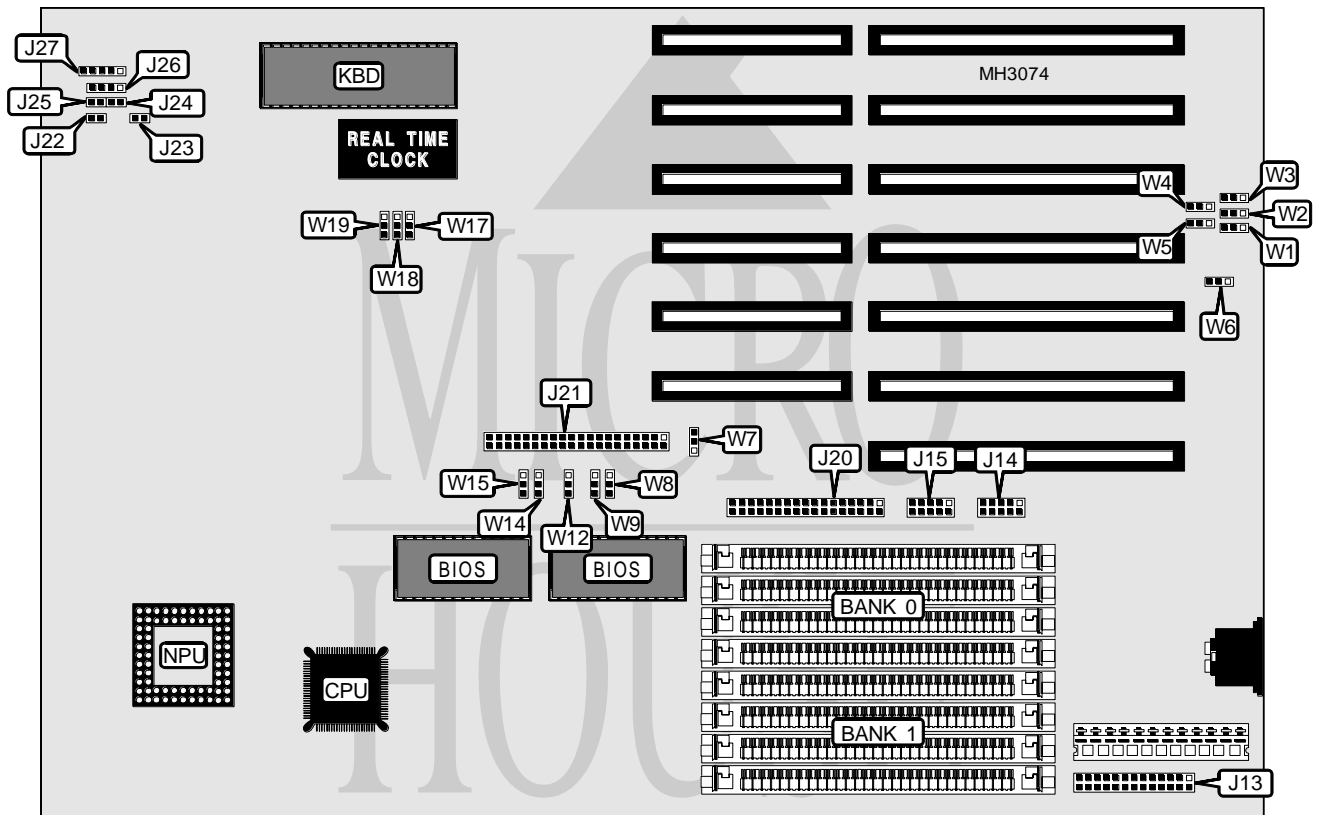 J27
J26
KBD
MH3074
J25
J24
J22
J23
REAL TIME
CLOCK
W4
W3
W2
W5
W1
W19
W17
W18
W6
J21
W7
J20
J15
J14
W15
W8
W14
W12
W9
BIOS
BIOS
BANK 0
NPU
CPU
BANK 1
J13
MICRO
HOUSE